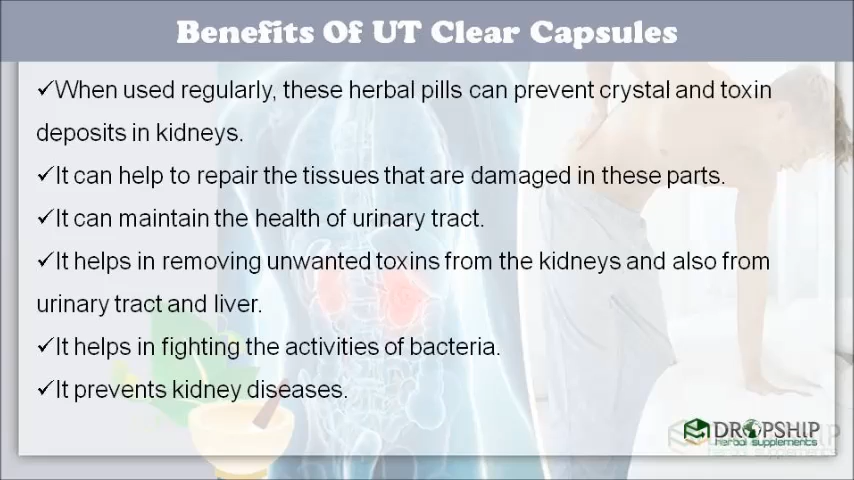 Benefits Of UT Clear Capsules
✓When used regularly, these herbal pills can prevent crystal and toxin
deposits in kidneys.
✓It can help to repair the tissues that are damaged in these parts.
✓It can maintain the health of urinary tract.
✓It helps in removing unwanted toxins from the kidneys and also from
urinary tract and liver.
✓It helps in fighting the activities of bacteria.
✓It prevents kidney diseases.
DROPSHIP
herbal supplements